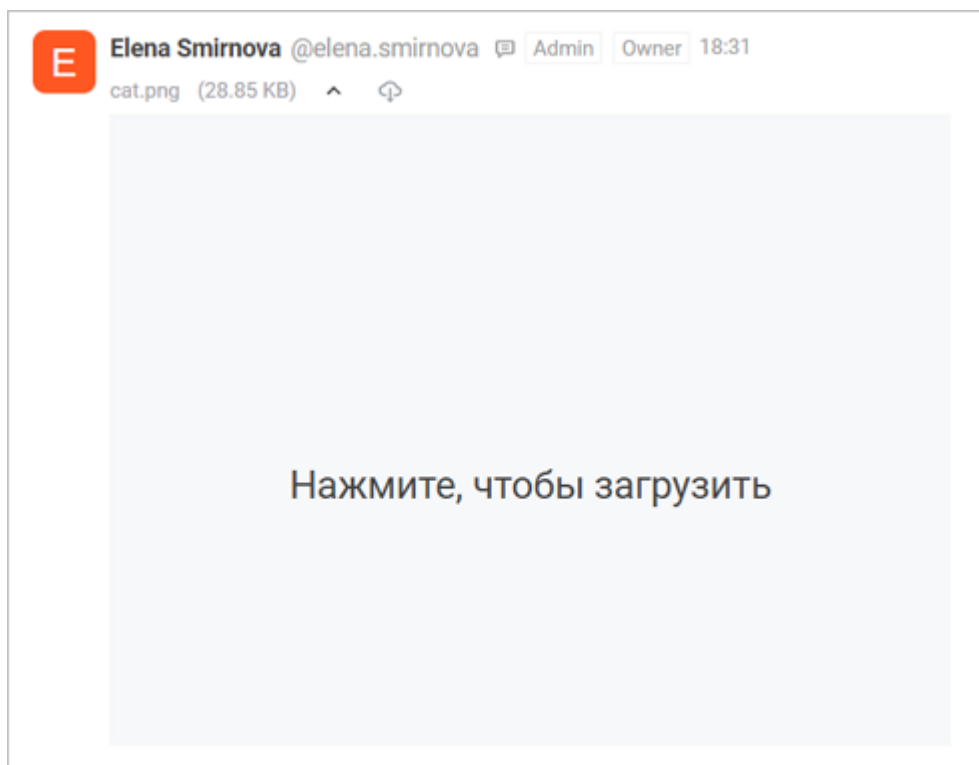 E
Elena Smirnova @elena.smirnova Admin Owner 18:31
cat.png (28.85 KB)
Нажмите, чтобы загрузить